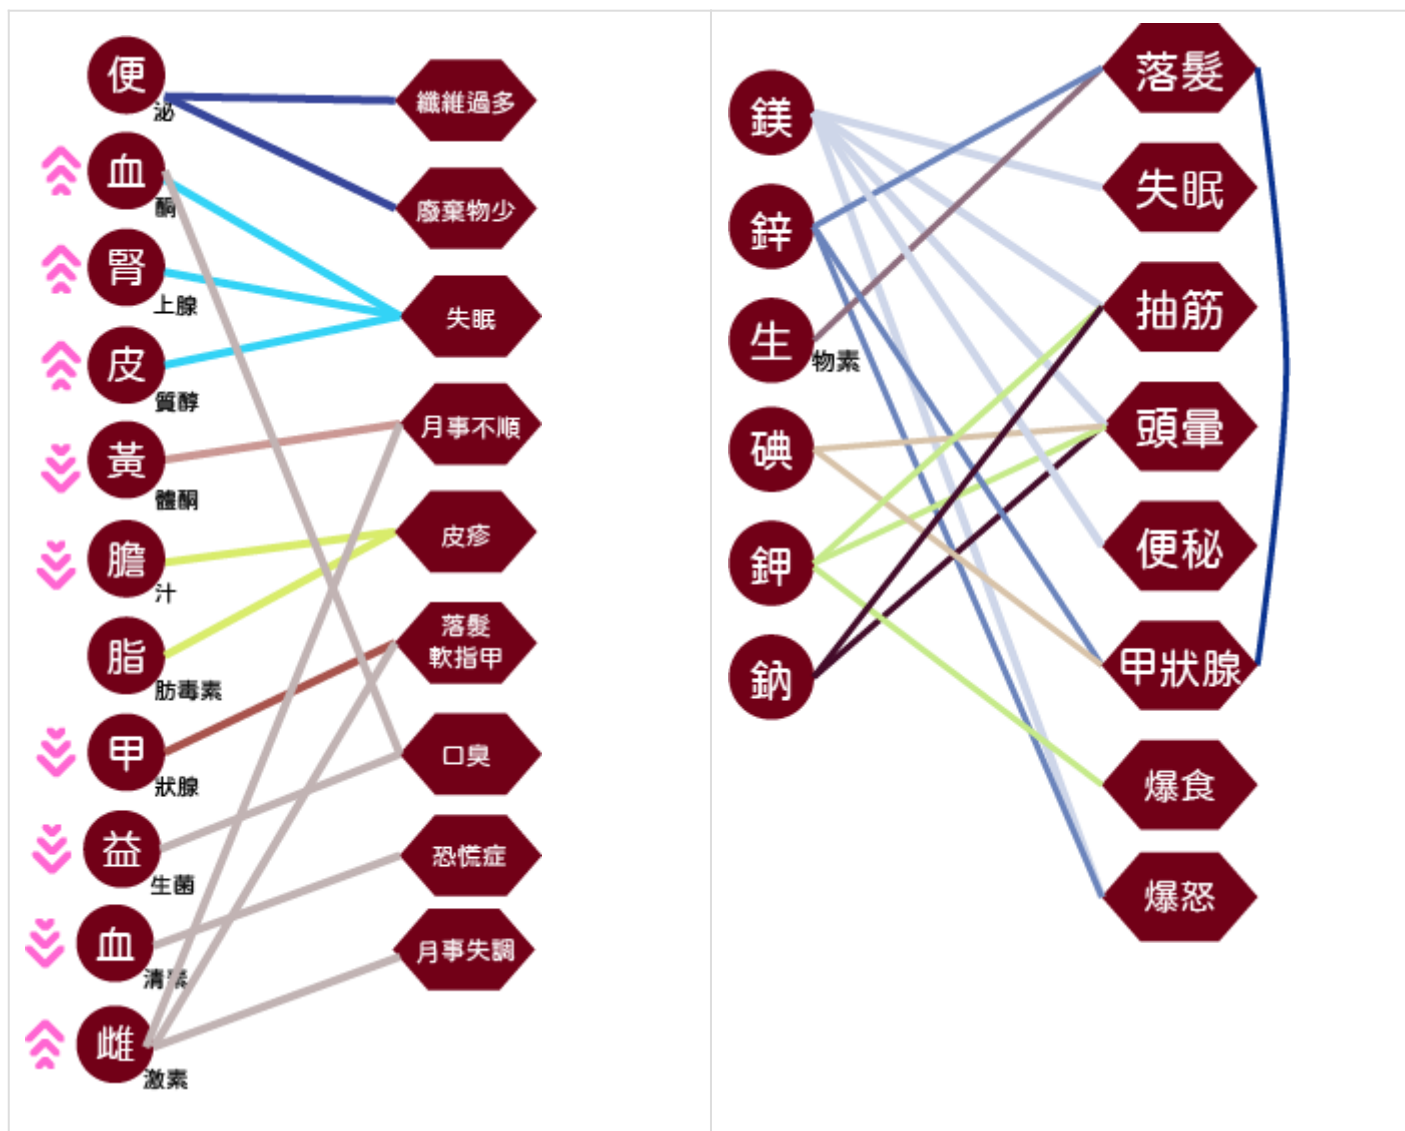 便
泌
血
酮
腎
上腺
皮
質醇
黃
體酮
膽
汁
脂
肪毒素
甲
狀腺
益
生菌
血
清素
雌
激素
纖維過多
廢棄物少
失眠
月事不順
皮疹
落髮
軟指甲
口臭
恐慌症
月事失調
鎂
鋅
生
物素
碘
鉀
鈉
落髮
失眠
抽筋
頭暈
便秘
甲狀腺
爆食
爆怒